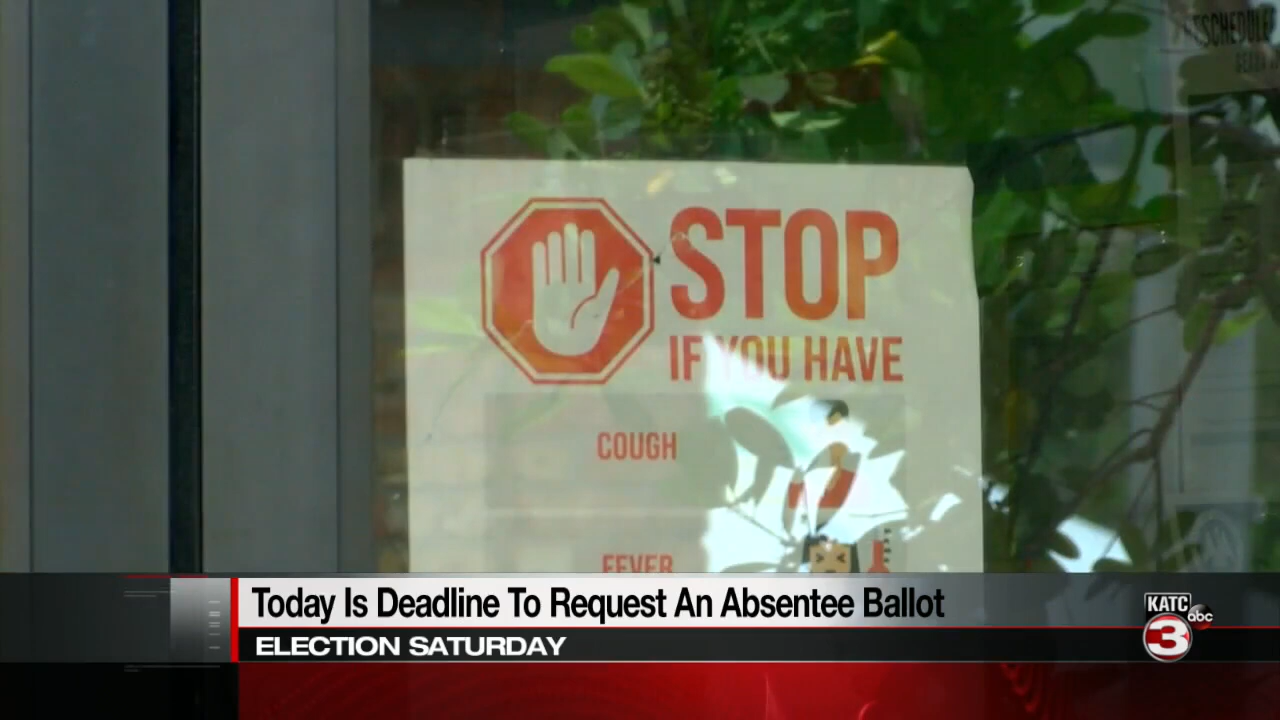 STOP
IF YOU HAVE
COUGH
FEVER
Today Is Deadline To Request An Absentee Ballot
ELECTION SATURDAY
KATC
abc
3